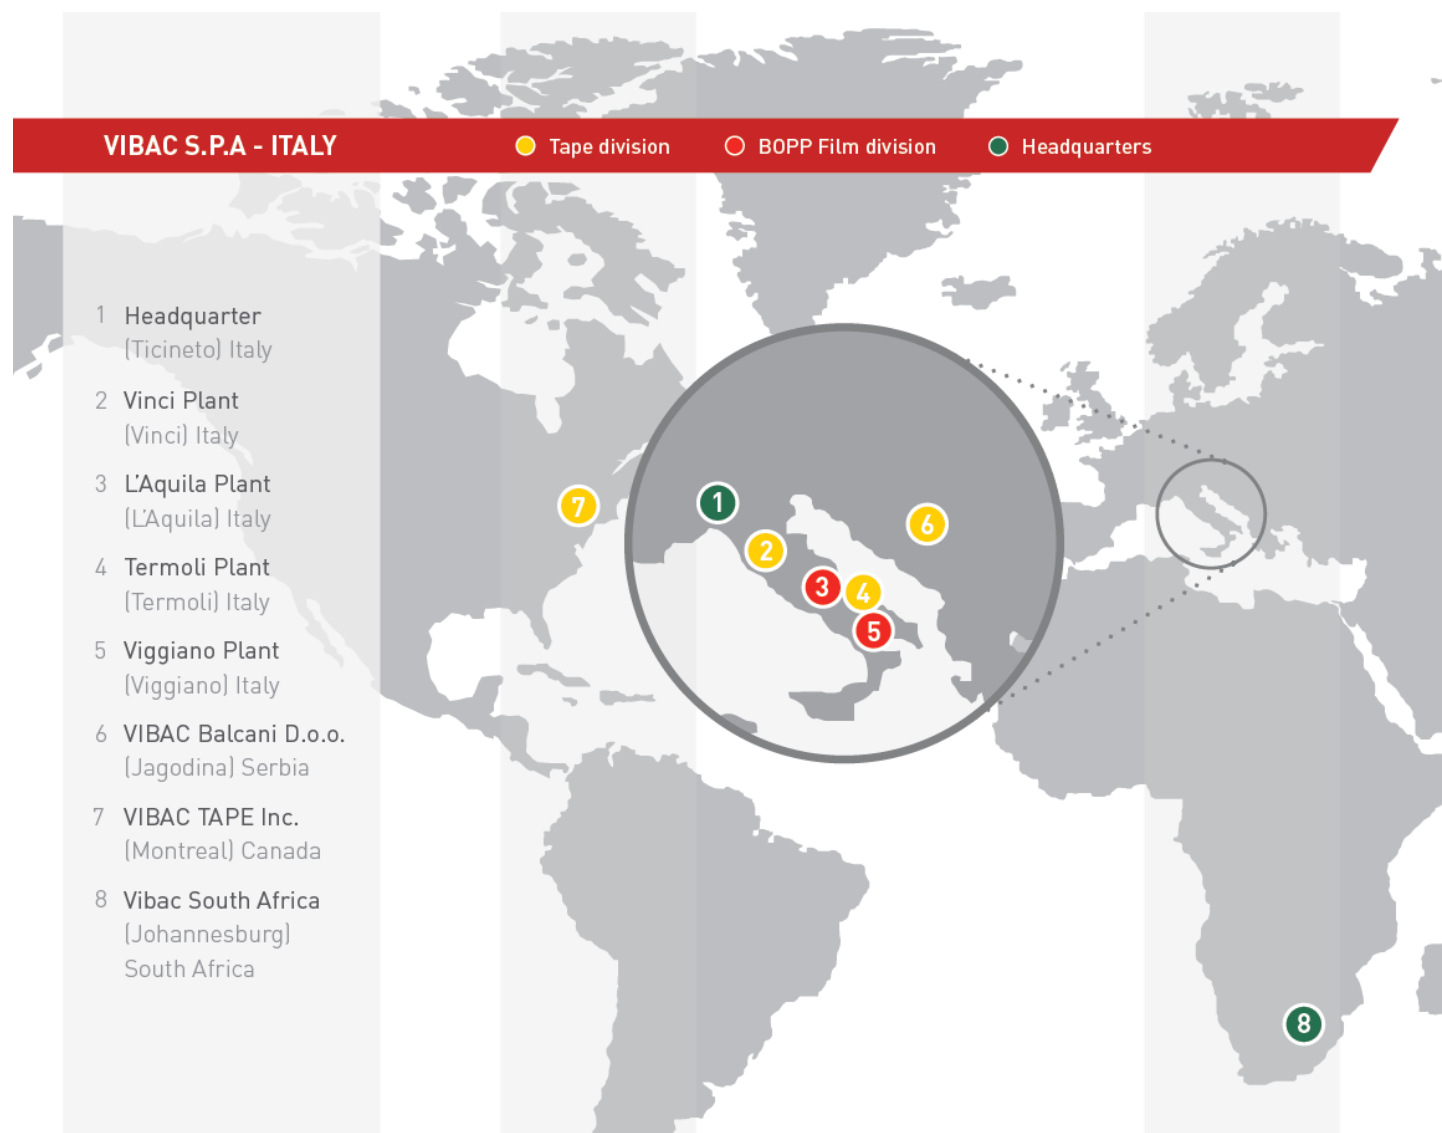 VIBAC S.P.A - ITALY
Tape division
BOPP Film division
Headquarters
1 Headquarter
(Ticineto) Italy
2 Vinci Plant
(Vinci) Italy
3 L'Aquila Plant
(L'Aquila) Italy
4 Termoli Plant
(Termoli) Italy
5 Viggiano Plant
(Viggiano) Italy
6 VIBAC Balcani D.o.o.
(Jagodina) Serbia
7 VIBAC TAPE Inc.
(Montreal) Canada
8 Vibac South Africa
(Johannesburg)
South Africa
7
1
2
6
3
4
5
8